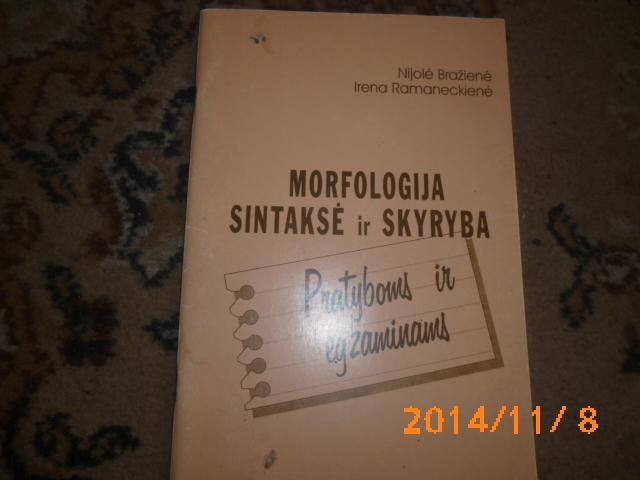 Nijolė Bražienė
Irena Ramaneckienė
MORFOLOGIJA
SINTAKSĖ ir SKYRYBA
Pratyboms ir
egzaminams
2014/11/ 8